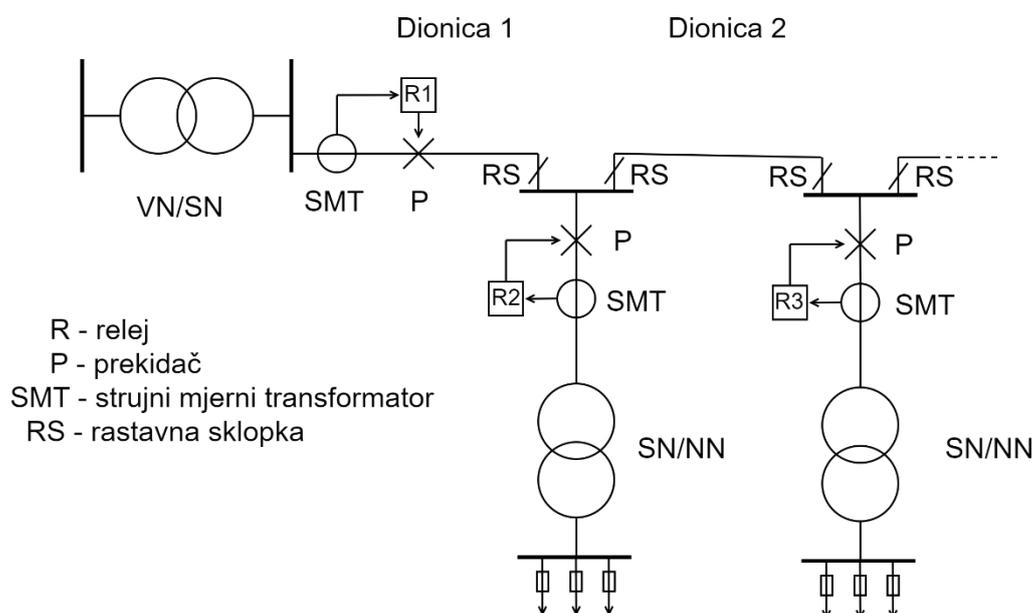 Dionica 1
Dionica 2
R1
RS
RS
RS
RS
VN/SN
SMT
P
P
P
R2
SMT
R3
SMT
R - relej
P - prekidač
SMT - strujni mjerni transformator
RS - rastavna sklopka
SN/NN
SN/NN